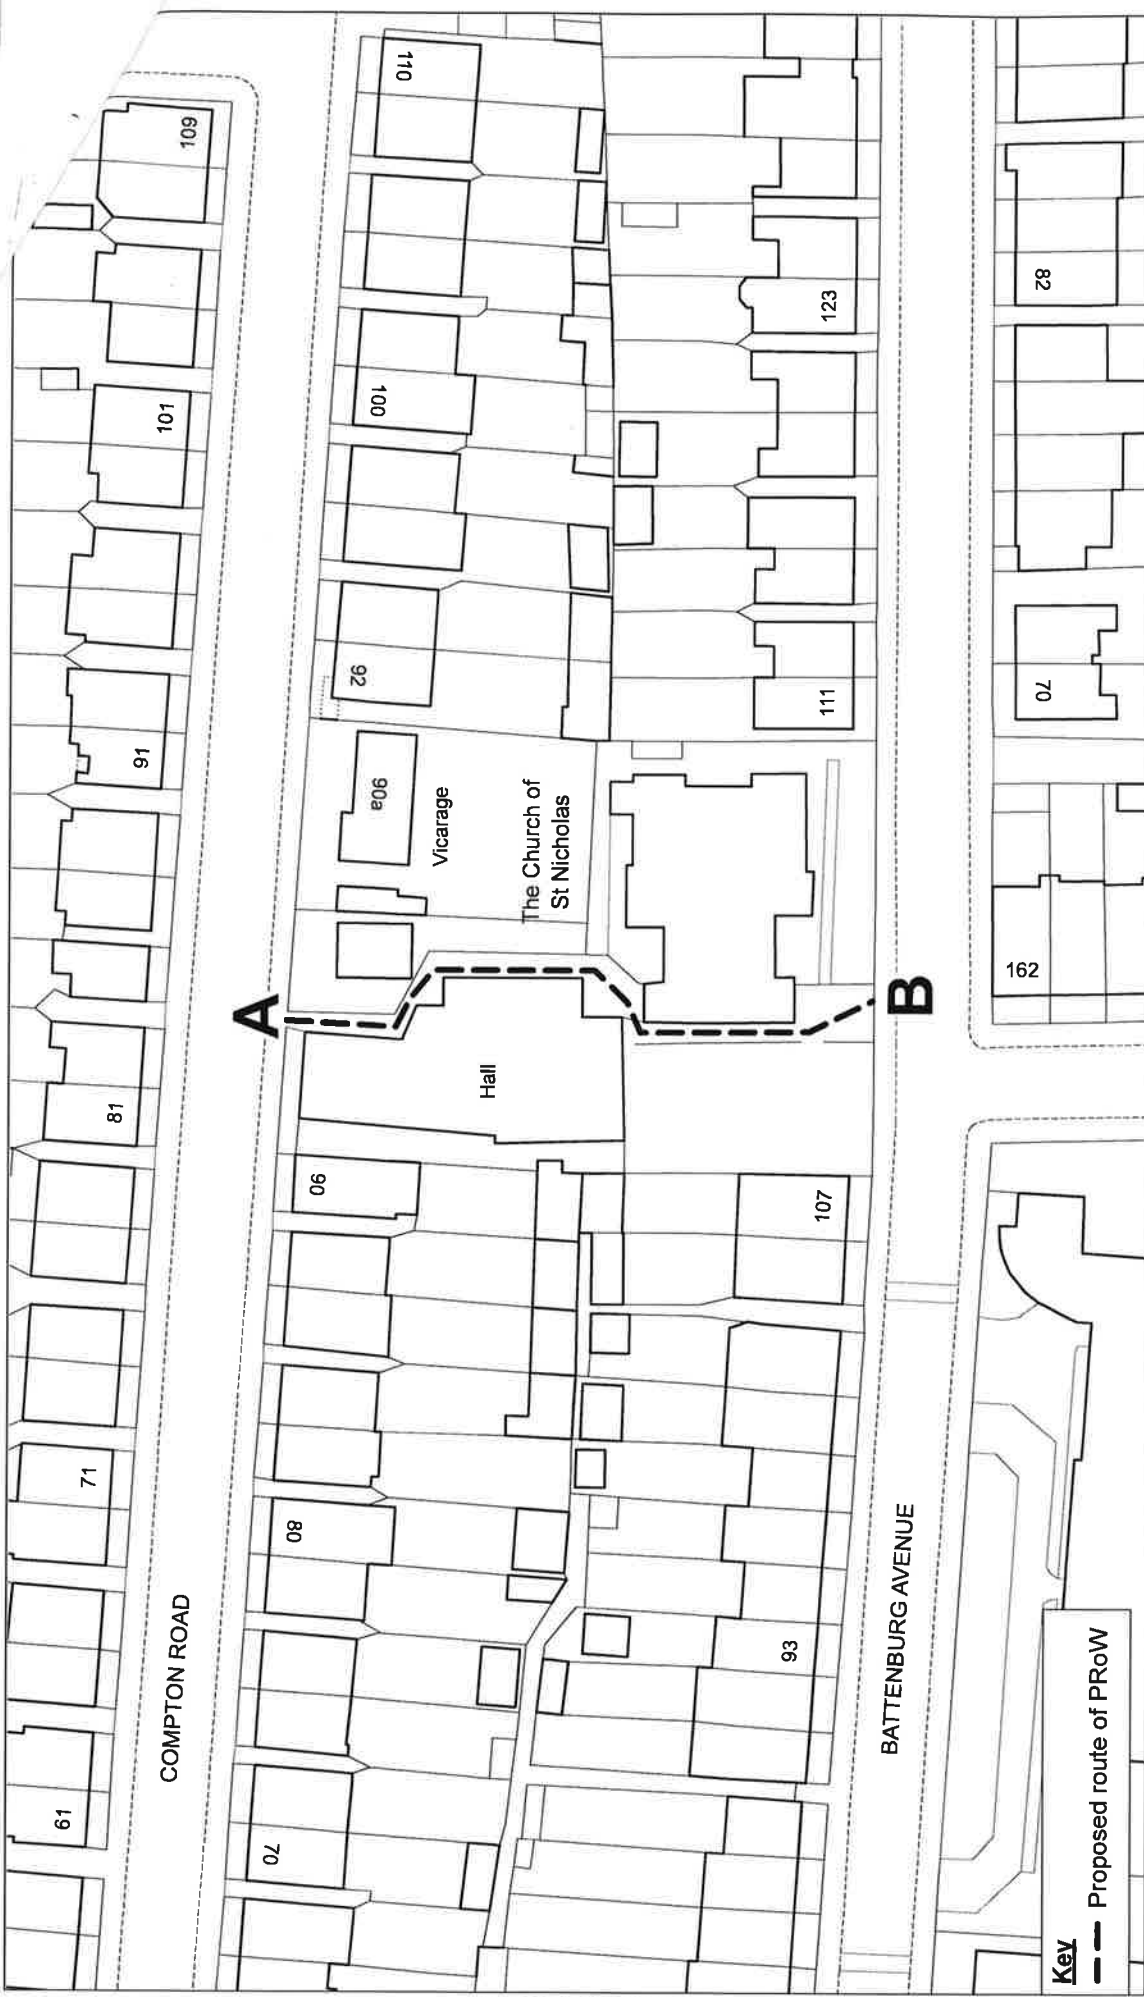 61
71
81
91
101
109
COMPTON ROAD
A
70
80
90
92
100
110
90a
Vicarage
Hall
The Church of
St Nicholas
93
107
111
123
BATTENBURG AVENUE
B
162
70
82
Key
Proposed route of PRoW